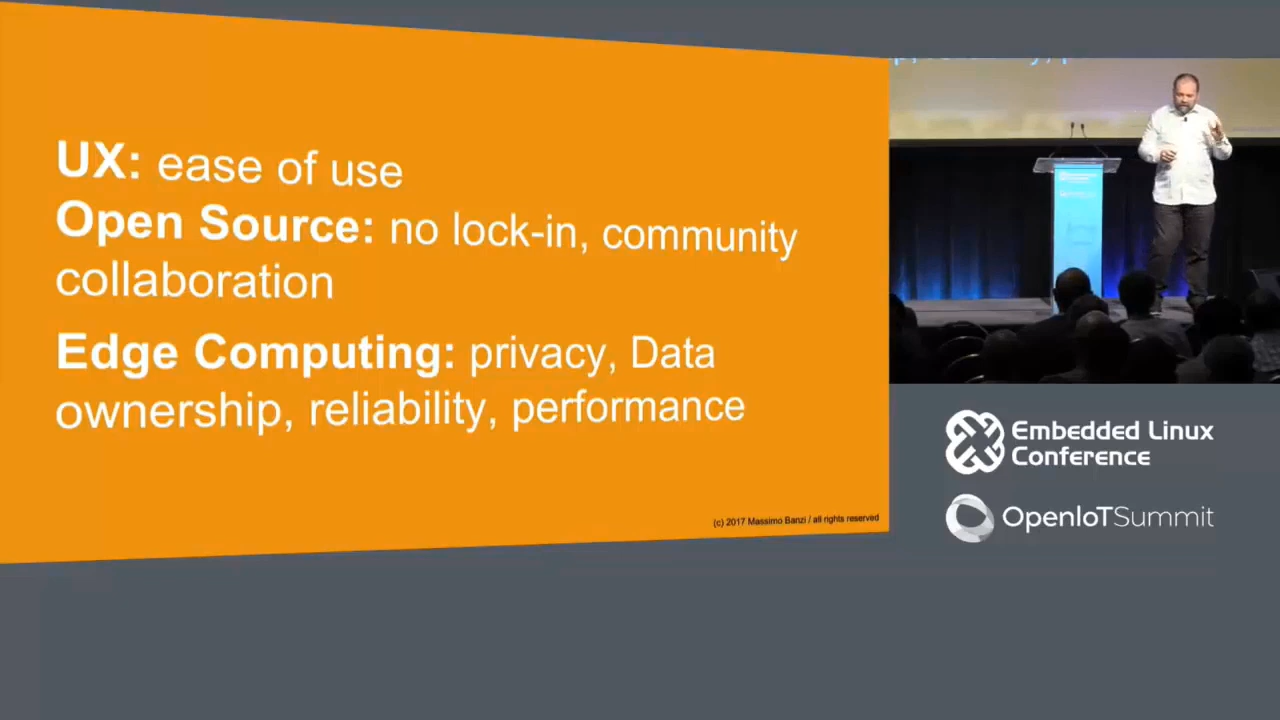 UX: ease of use
Open Source: no lock-in, community
collaboration
Edge Computing: privacy, Data
ownership, reliability, performance
(c) 2017 Massimo Banzi / all rights reserved
Embedded Linux
Conference
OpenIoTSummit